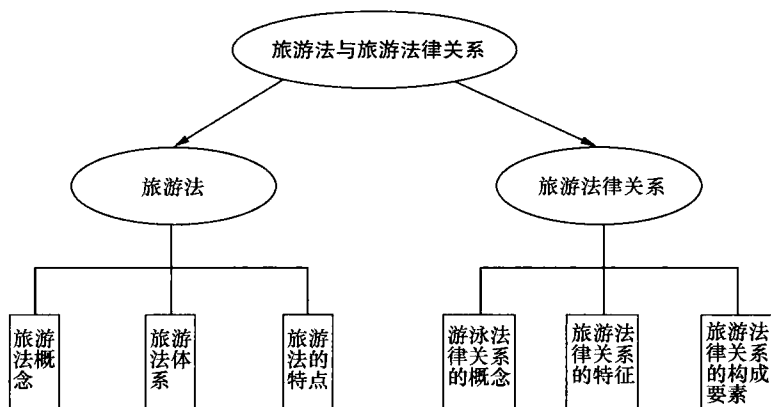 旅游法与旅游法律关系
旅游法
旅游法律关系
旅游
法概
念
旅游
法体
系
旅游
法的
特点
游泳法
律关系
的概念
旅游法
律关系
的特征
旅游法
律关系
的构成
要素